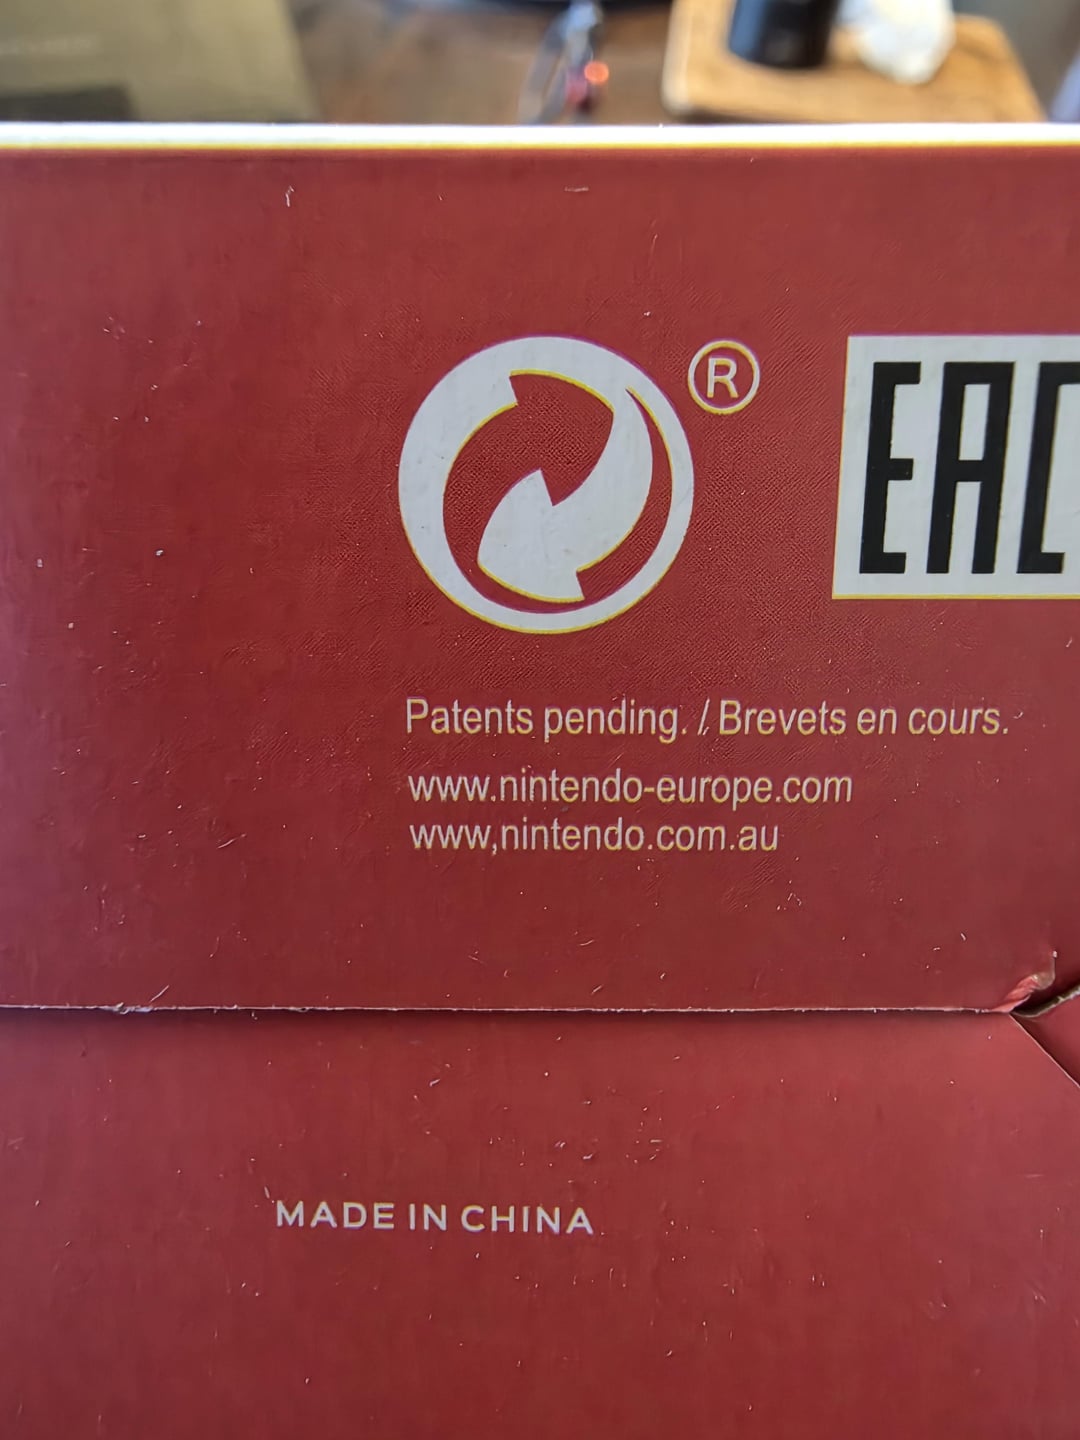 ®
EAC
Patents pending. / Brevets en cours.
www.nintendo-europe.com
www,nintendo.com.au
MADE IN CHINA